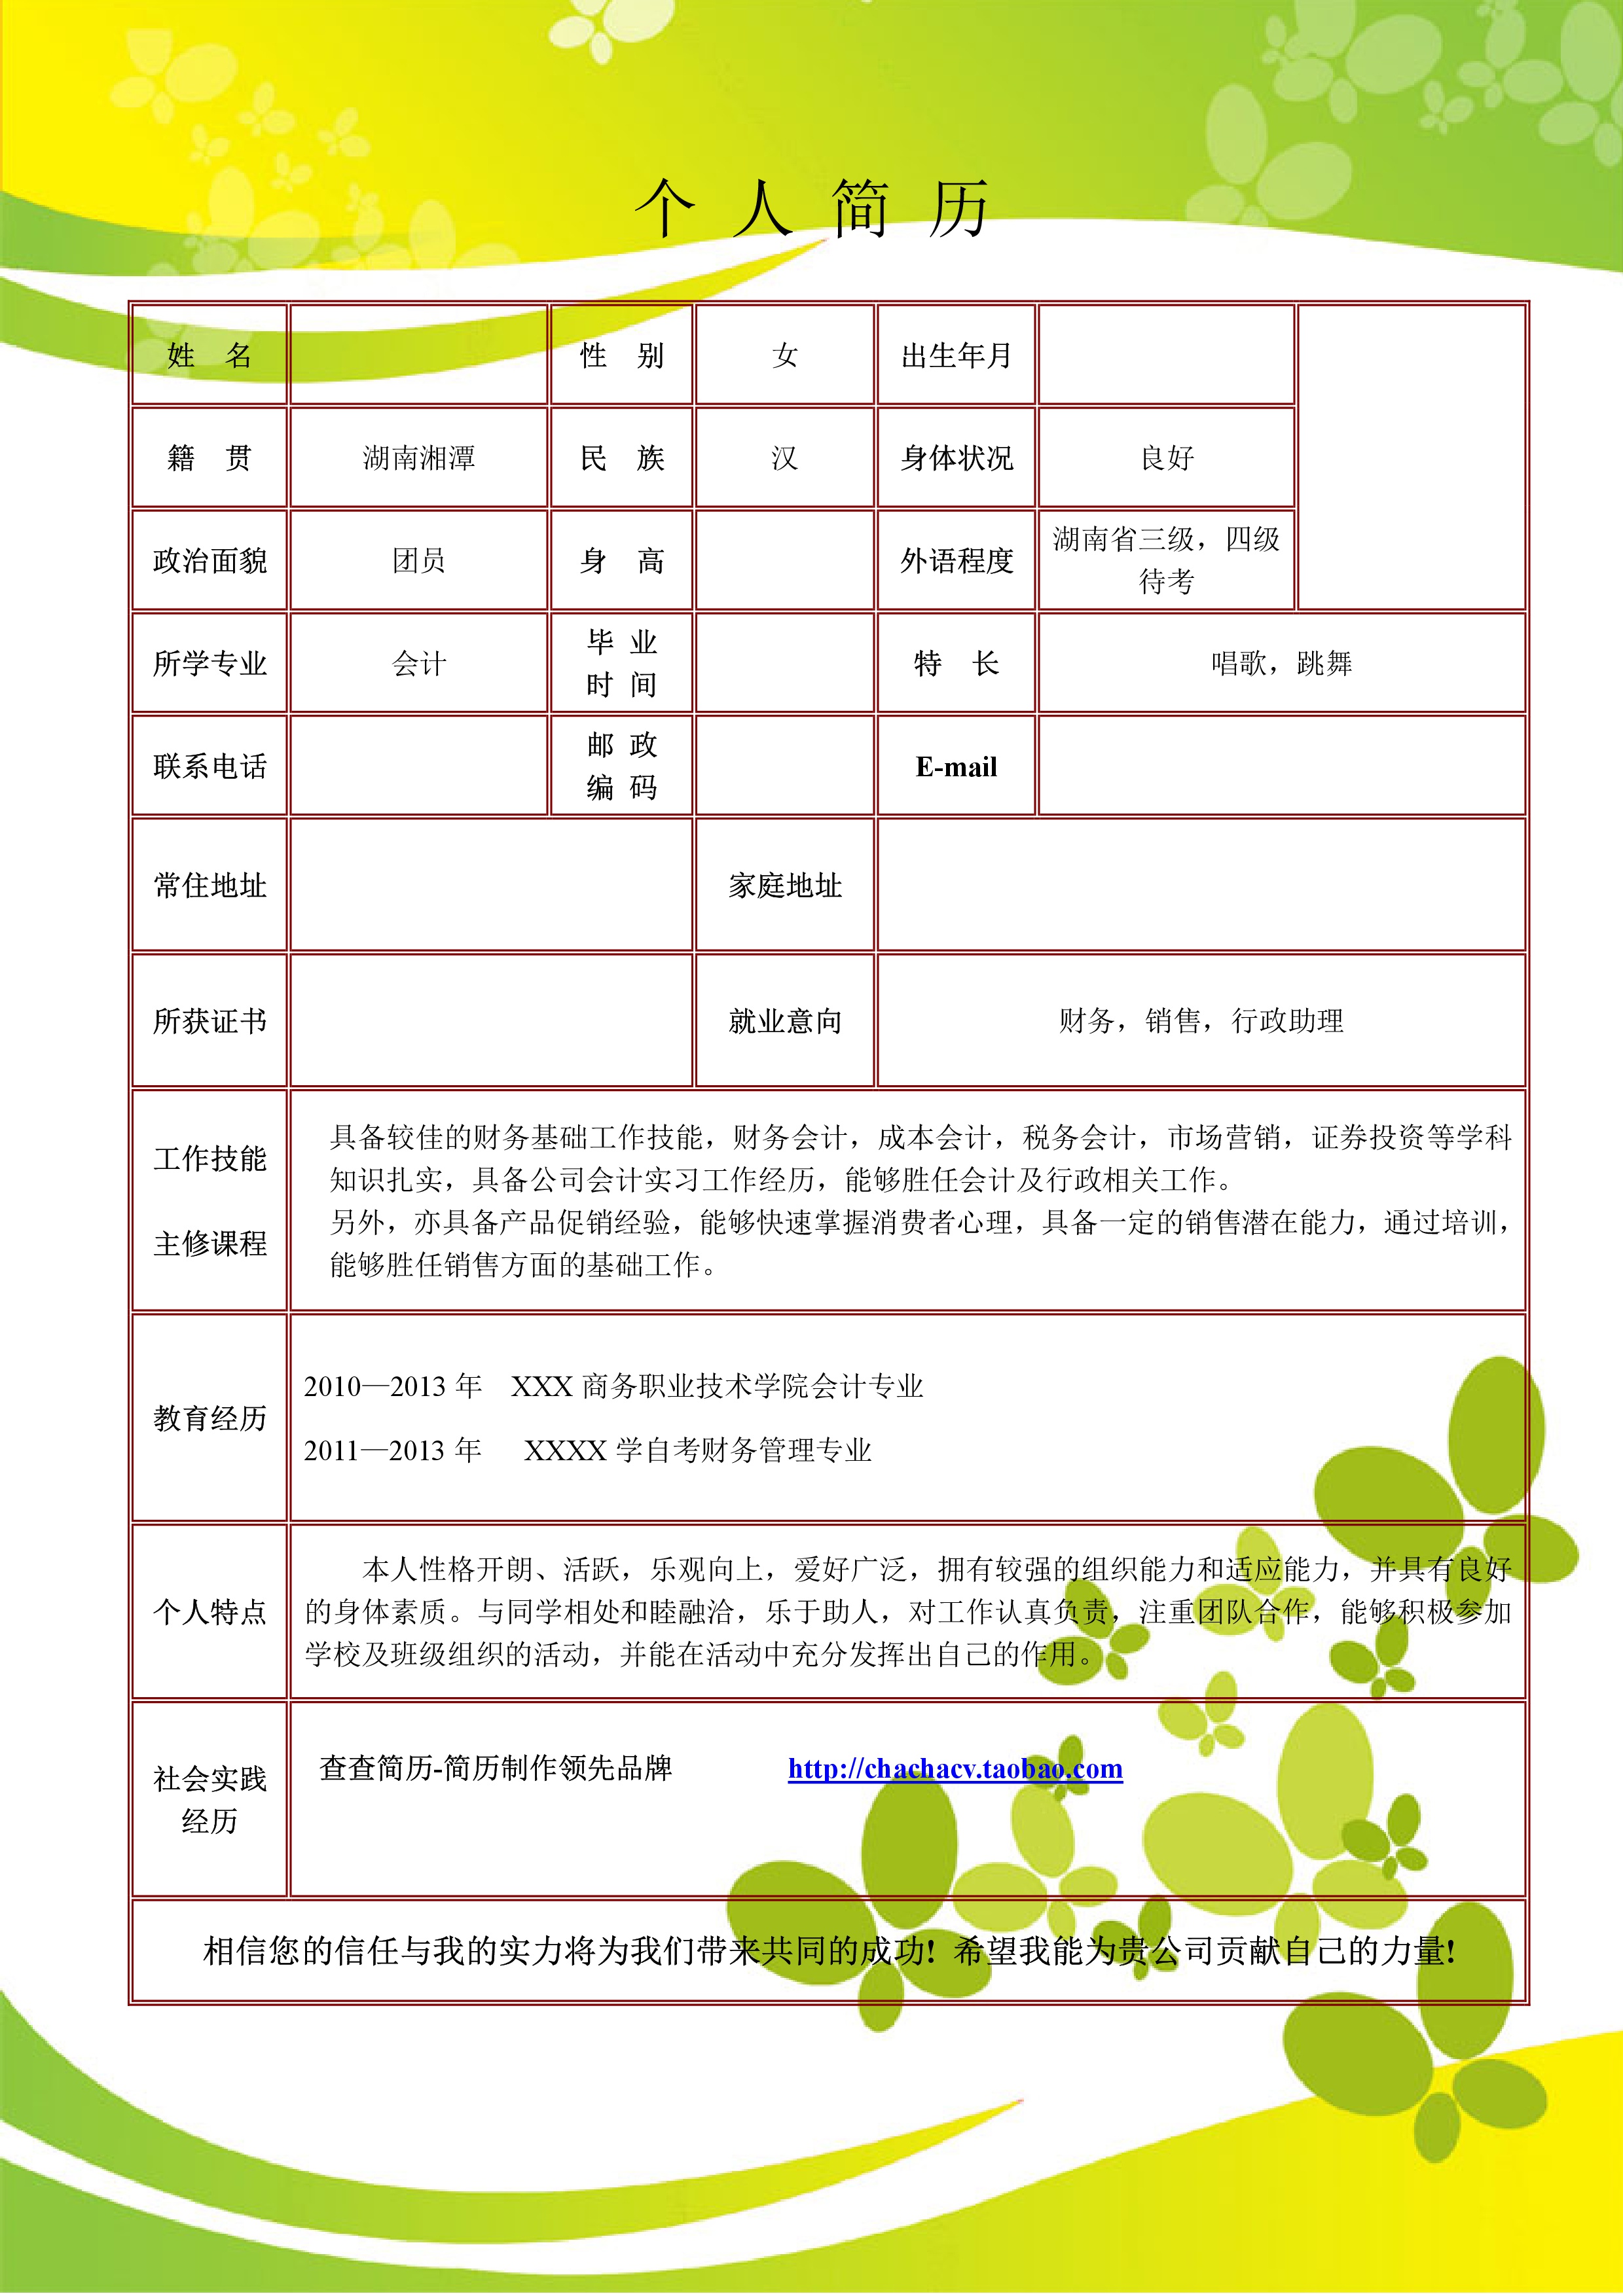 个 人 简 历
姓 名 性 别 女 出生年月
籍 贯 湖南湘潭 民 族 汉 身体状况 良好
政治面貌 团员 身 高 外语程度 湖南省三级，四级
待考
所学专业 会计 毕 业
时 间 特 长 唱歌，跳舞
联系电话 邮 政
编 码 E-mail
常住地址 家庭地址
所获证书 就业意向 财务，销售，行政助理
工作技能
主修课程
具备较佳的财务基础工作技能，财务会计，成本会计，税务会计，市场营销，证券投资等学科
知识扎实，具备公司会计实习工作经历，能够胜任会计及行政相关工作。
另外，亦具备产品促销经验，能够快速掌握消费者心理，具备一定的销售潜在能力，通过培训，
能够胜任销售方面的基础工作。
教育经历
2010—2013 年 XXX 商务职业技术学院会计专业
2011—2013 年 XXXX 学自考财务管理专业
个人特点
本人性格开朗、活跃，乐观向上，爱好广泛，拥有较强的组织能力和适应能力，并具有良好
的身体素质。与同学相处和睦融洽，乐于助人，对工作认真负责，注重团队合作，能够积极参加
学校及班级组织的活动，并能在活动中充分发挥出自己的作用。
社会实践
经历
查查简历-简历制作领先品牌 http://chachacv.taobao.com
相信您的信任与我的实力将为我们带来共同的成功! 希望我能为贵公司贡献自己的力量!